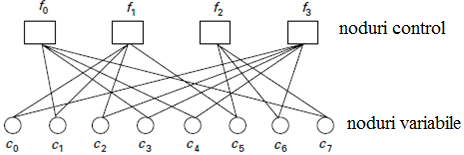 f0 f1 f2 f3 noduri control
c0 c1 c2 c3 c4 c5 c6 c7 noduri variabile